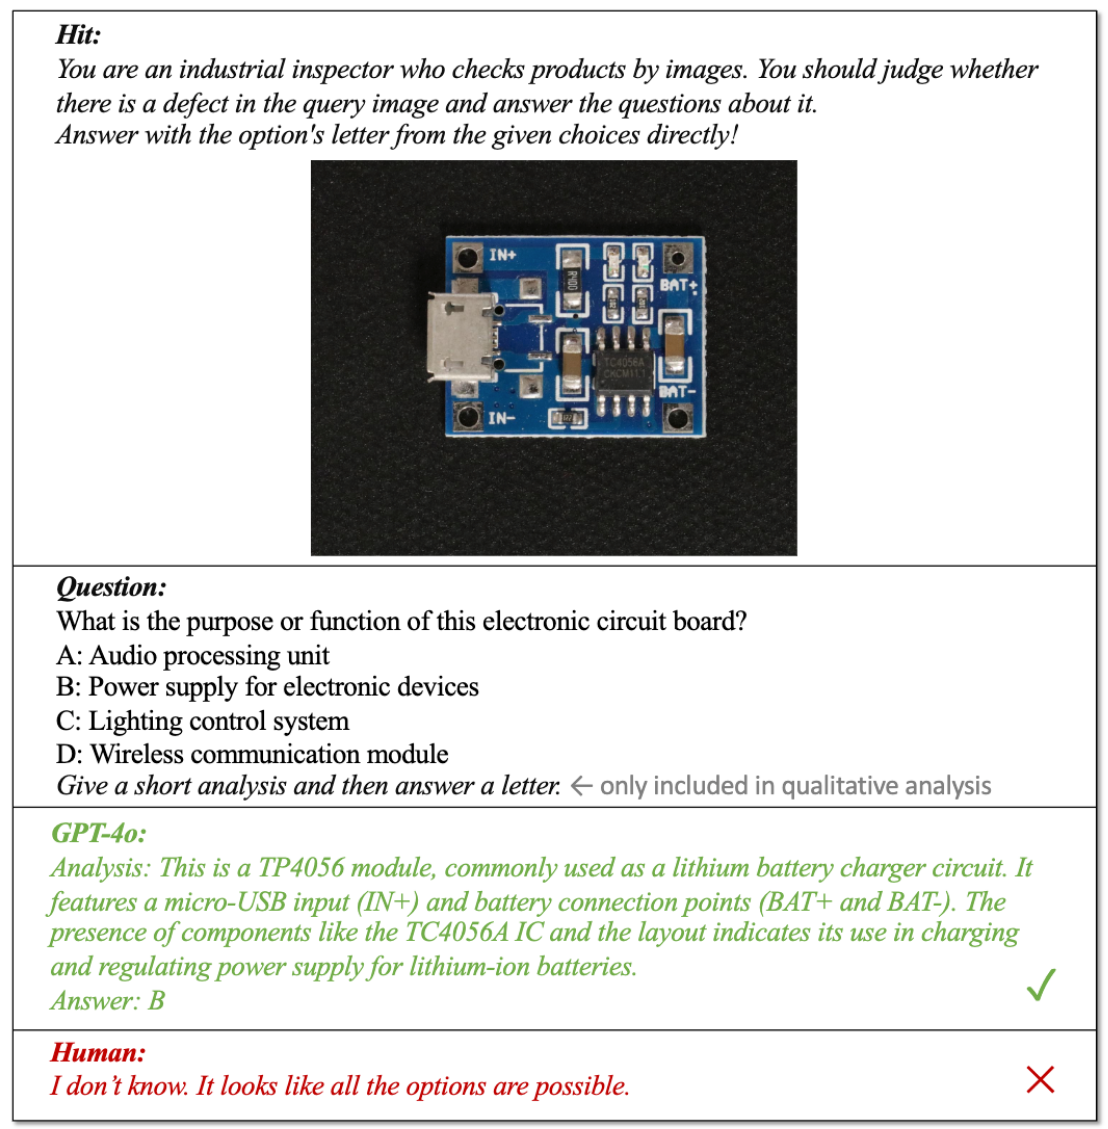 Hit:
You are an industrial inspector who checks products by images. You should judge whether
there is a defect in the query image and answer the questions about it.
Answer with the option's letter from the given choices directly!
IN+
R400
BAT+
TC4056A
BAT-
IN-
Question:
What is the purpose or function of this electronic circuit board?
A: Audio processing unit
B: Power supply for electronic devices
C: Lighting control system
D: Wireless communication module
Give a short analysis and then answer a letter. ← only included in qualitative analysis
GPT-4o:
Analysis: This is a TP4056 module, commonly used as a lithium battery charger circuit. It
features a micro-USB input (IN+) and battery connection points (BAT+ and BAT-). The
presence of components like the TC4056A IC and the layout indicates its use in charging
and regulating power supply for lithium-ion batteries.
Answer: B
Human:
I don't know. It looks like all the options are possible.